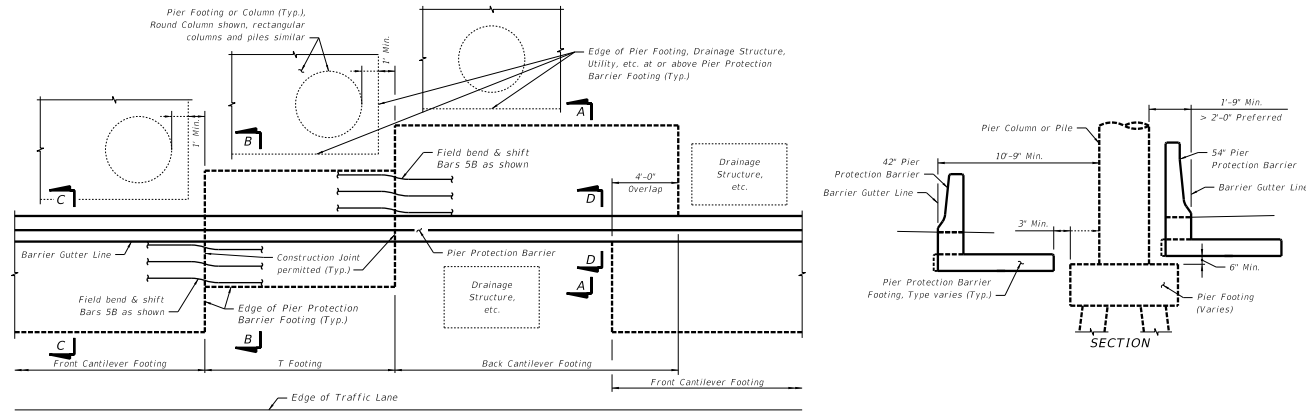 Pier Footing or Column (Typ.),
Round Column shown, rectangular
columns and piles similar
1' Min.
Edge of Pier Footing, Drainage Structure,
Utility, etc. at or above Pier Protection
Barrier Footing (Typ.)
1' Min.
B
A
Field bend & shift
Bars 5B as shown
Drainage
Structure,
etc.
C
4'-0"
Overlap
D
Barrier Gutter Line
Construction Joint
permitted (Typ.)
Pier Protection Barrier
D
A
Drainage
Structure,
etc.
Field bend & shift
Bars 5B as shown
Edge of Pier Protection
Barrier Footing (Typ.)
C
B
Front Cantilever Footing
T Footing
Back Cantilever Footing
Front Cantilever Footing
Edge of Traffic Lane
1'-9" Min.
> 2'-0" Preferred
Pier Column or Pile
10'-9" Min.
42" Pier
Protection Barrier
54" Pier
Protection Barrier
Barrier Gutter Line
Barrier Gutter Line
3" Min.
6" Min.
Pier Protection Barrier
Footing, Type varies (Typ.)
Pier Footing
(Varies)
SECTION